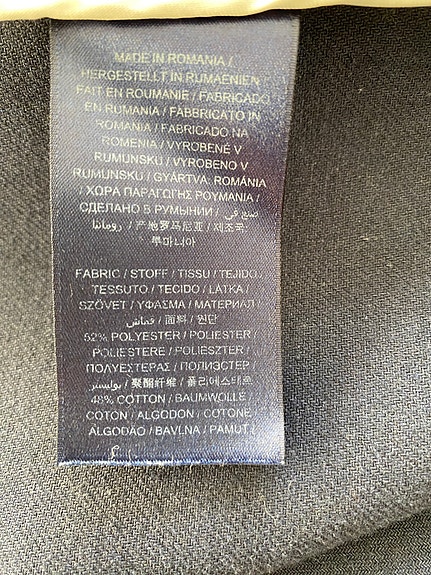 MADE IN ROMANIA /
HERGESTELLT IN RUMAENIEN
FAIT EN ROUMANIE / FABRICADO
EN RUMANIA / FABBRICATO IN
ROMANIA / FABRICADO NA
ROMENIA / VYROBENÉ V
RUMUNSKU / VYROBENO V
RUMUNSKU / GYÁRTVA: ROMÁNIA
/ ΧΩΡΑ ΠΑΡΑΓΩΓΗΣ ΡΟΥΜΑΝΙΑ /
СДЕЛАНО В РУМЫНИИ / صنع في
رومانيا / 产地罗马尼亚 / 제조국:
루마니아
FABRIC / STOFF / TISSU / TEJIDO
TESSUTO / TECIDO / LÁTKA /
SZÖVET / ΥΦΑΣΜΑ / МАТЕРИАЛ
/ قماش / 面料 / 원단
52% POLYESTER / POLIESTER
POLIESTERE / POLIESZTER /
ΠΟΛΥΕΣΤΕΡΑΣ / ПОЛИЭСТЕР /
بوليستر / 聚酯纤维 / 폴리에스테르
48% COTTON / BAUMWOLLE
COTON / ALGODON / COTONE
ALGODÃO / BAVLNA / PAMUT /